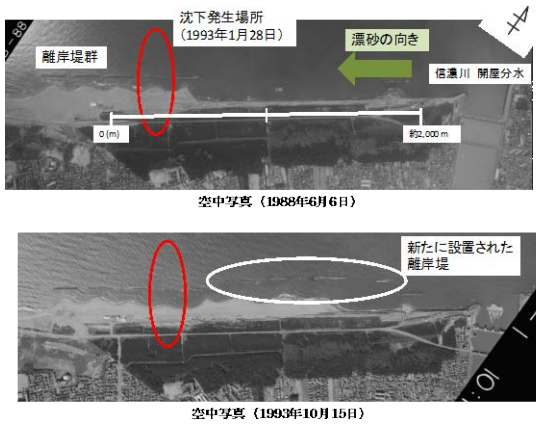 沈下発生場所
(1993年1月28日)
離岸堤群
漂砂の向き
信濃川 関屋分水
0 (m)
約2,000 m
空中写真（1988年6月6日）
新たに設置された
離岸堤
空中写真（1993年10月15日）